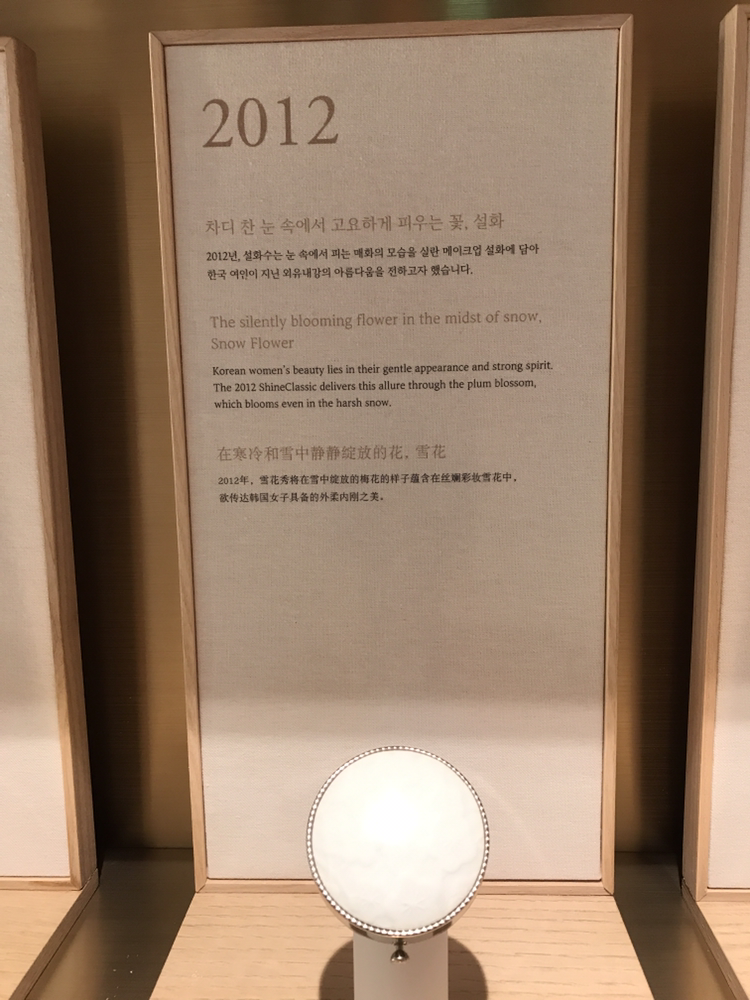 2012
차디 찬 눈 속에서 고요하게 피우는 꽃, 설화
2012년, 설화수는 눈 속에서 피는 매화의 모습을 실란 메이크업 설화에 담아
한국 여인이 지닌 외유내강의 아름다움을 전하고자 했습니다.
The silently blooming flower in the midst of snow,
Snow Flower
Korean women's beauty lies in their gentle appearance and strong spirit.
The 2012 ShineClassic delivers this allure through the plum blossom,
which blooms even in the harsh snow.
在寒冷和雪中静静绽放的花, 雪花
2012年, 雪花秀将在雪中绽放的梅花的样子蕴含在丝斓彩妆雪花中,
欲传达韩国女子具备的外柔内刚之美。